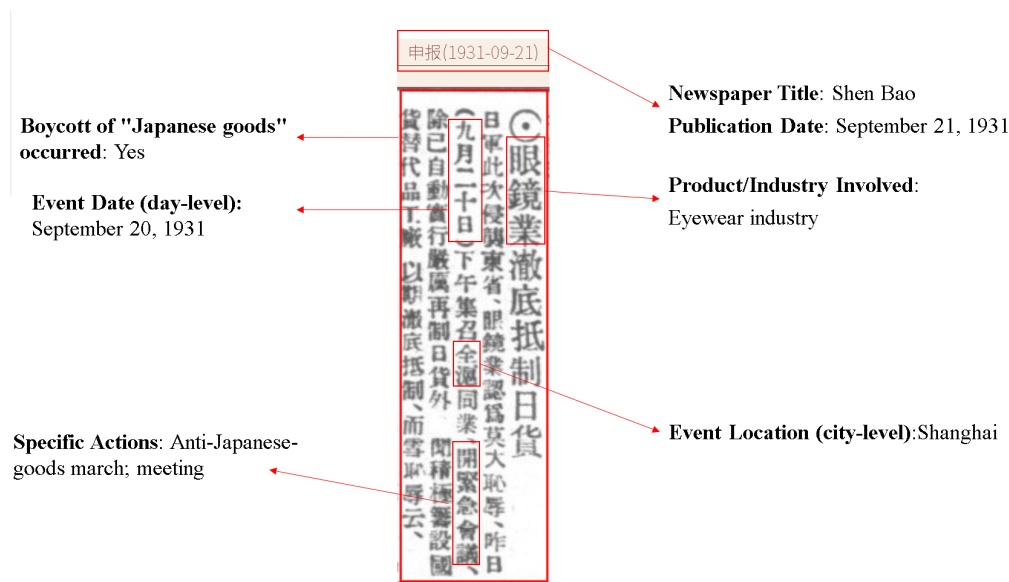 申报(1931-09-21)
Boycott of "Japanese goods"
occurred: Yes
Event Date (day-level):
September 20, 1931
Specific Actions: Anti-Japanese-
goods march; meeting
⊙眼鏡業澈底抵制日貨
日軍此次侵襲東省、眼鏡業認爲莫大恥辱、昨日
(九月二十日)下午集召全滬同業、開緊急會議、
除已自動實行嚴厲再制日貨外 聞積極籌設國
貨替代品工廠 以期澈底抵制、而雪恥辱云、
Newspaper Title: Shen Bao
Publication Date: September 21, 1931
Product/Industry Involved:
Eyewear industry
Event Location (city-level):Shanghai